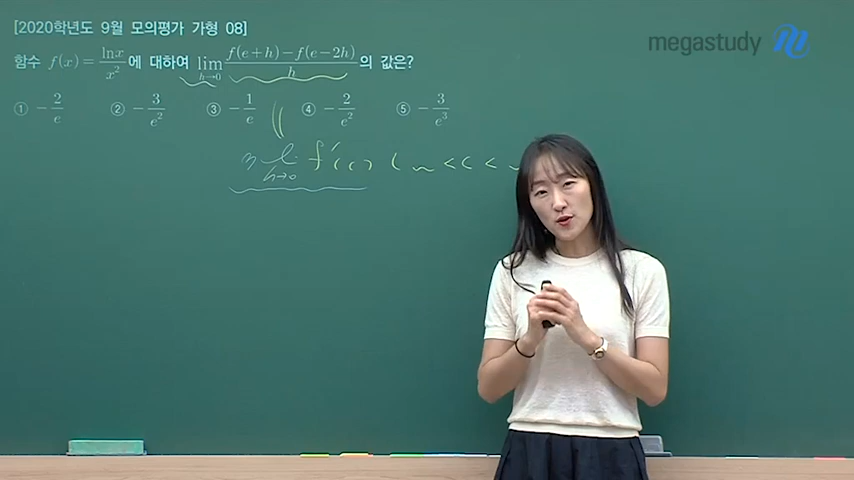 [2020학년도 9월 모의평가 가형 08]
megastudy
함수 f(x) = lnx/x² 에 대하여 lim h→0 f(e+h)−f(e−2h)/h 의 값은?
① −2/e ② −3/e² ③ −1/e ④ −2/e² ⑤ −3/e³
f'(c)
h→0